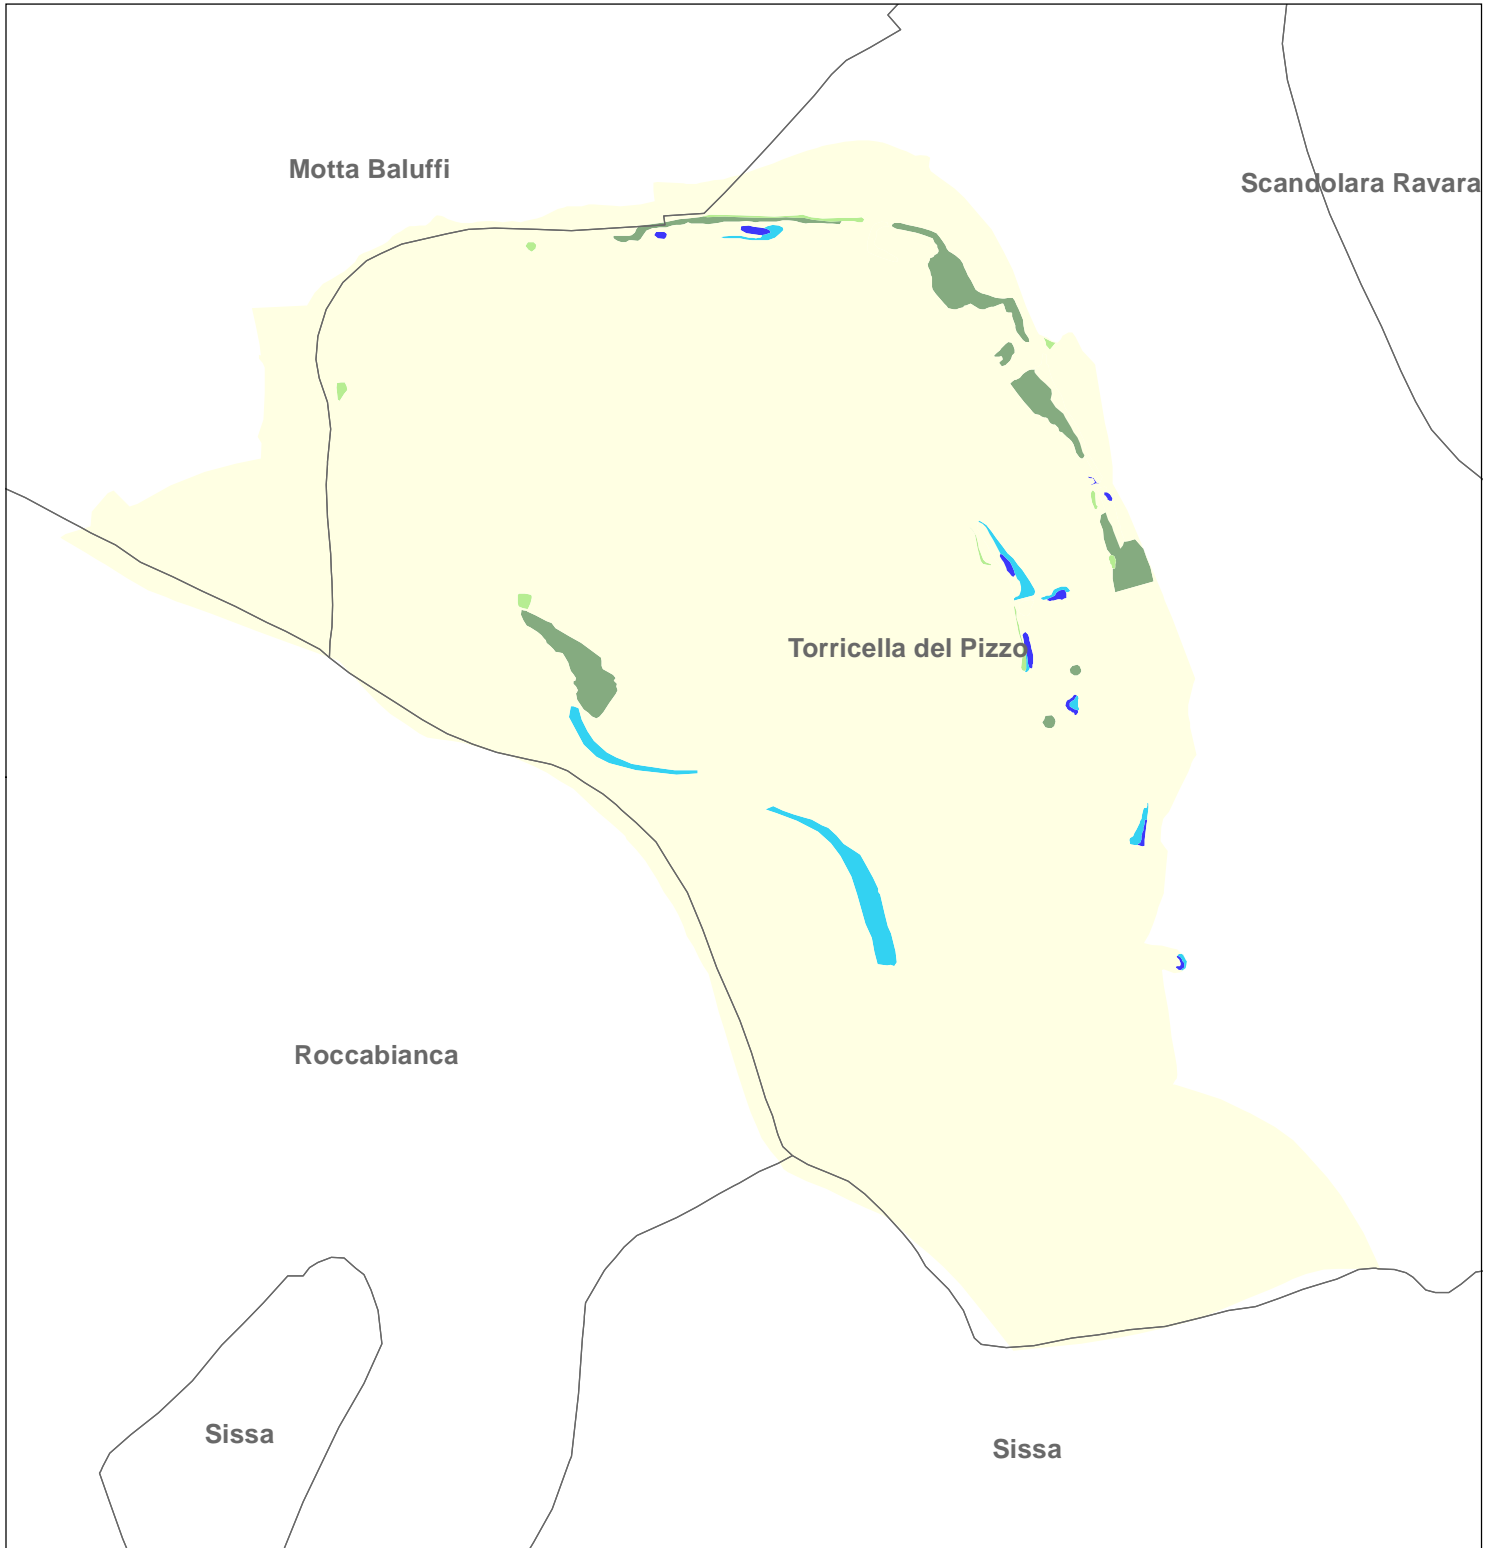 Motta Baluffi
Scandolara Ravara
Torricella del Pizzo
Roccabianca
Sissa
Sissa